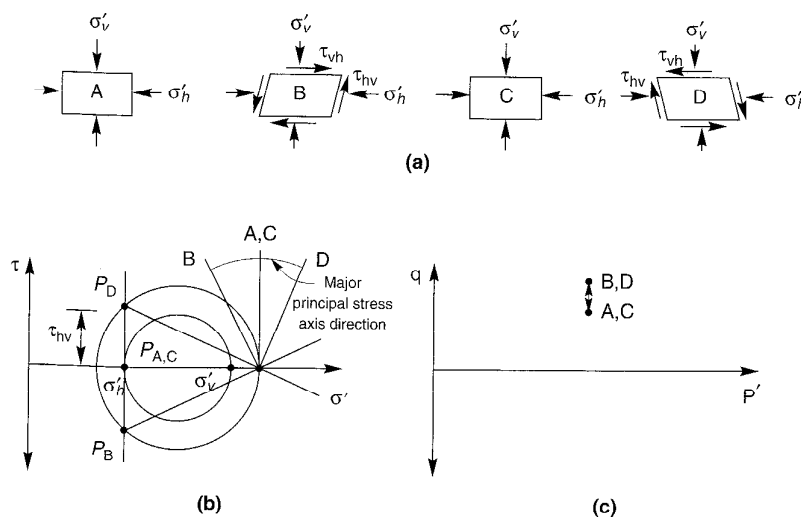 σ′v
A
σ′h
σ′v
τvh
τhv
B
σ′h
σ′v
C
σ′h
σ′v
τvh
τhv
D
σ′h
(a)
τ
B
A,C
D
Major
principal stress
axis direction
PD
τhv
PA,C
σ′h
σ′v
σ′
PB
(b)
q
B,D
A,C
P′
(c)